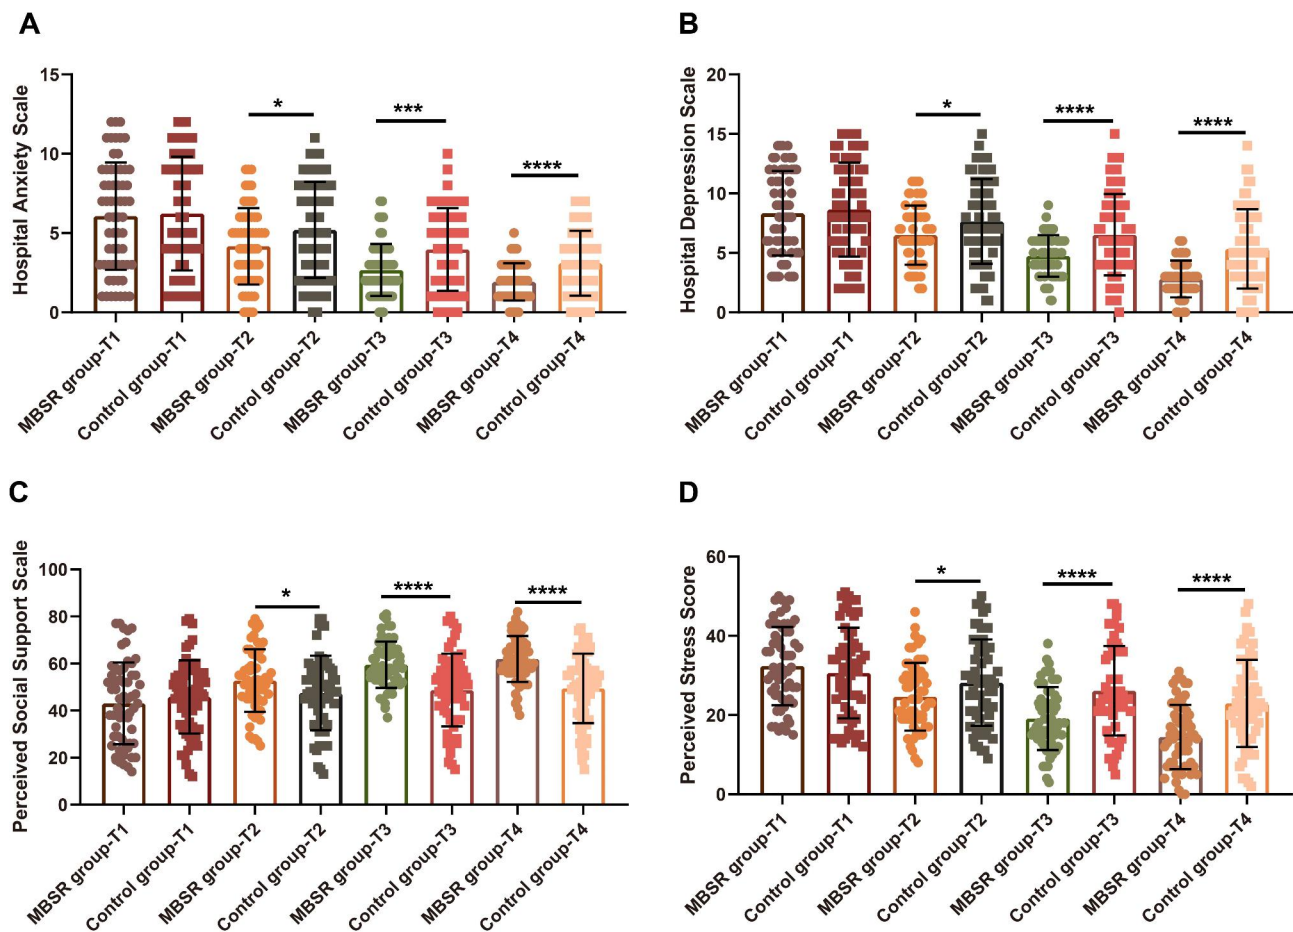 A
Hospital Anxiety Scale
15
10
5
0
*
***
****
MBSR group-T1
Control group-T1
MBSR group-T2
Control group-T2
MBSR group-T3
Control group-T3
MBSR group-T4
Control group-T4
B
Hospital Depression Scale
20
15
10
5
0
*
****
****
MBSR group-T1
Control group-T1
MBSR group-T2
Control group-T2
MBSR group-T3
Control group-T3
MBSR group-T4
Control group-T4
C
Perceived Social Support Scale
100
80
60
40
20
0
*
****
****
MBSR group-T1
Control group-T1
MBSR group-T2
Control group-T2
MBSR group-T3
Control group-T3
MBSR group-T4
Control group-T4
D
Perceived Stress Score
60
40
20
0
*
****
****
MBSR group-T1
Control group-T1
MBSR group-T2
Control group-T2
MBSR group-T3
Control group-T3
MBSR group-T4
Control group-T4